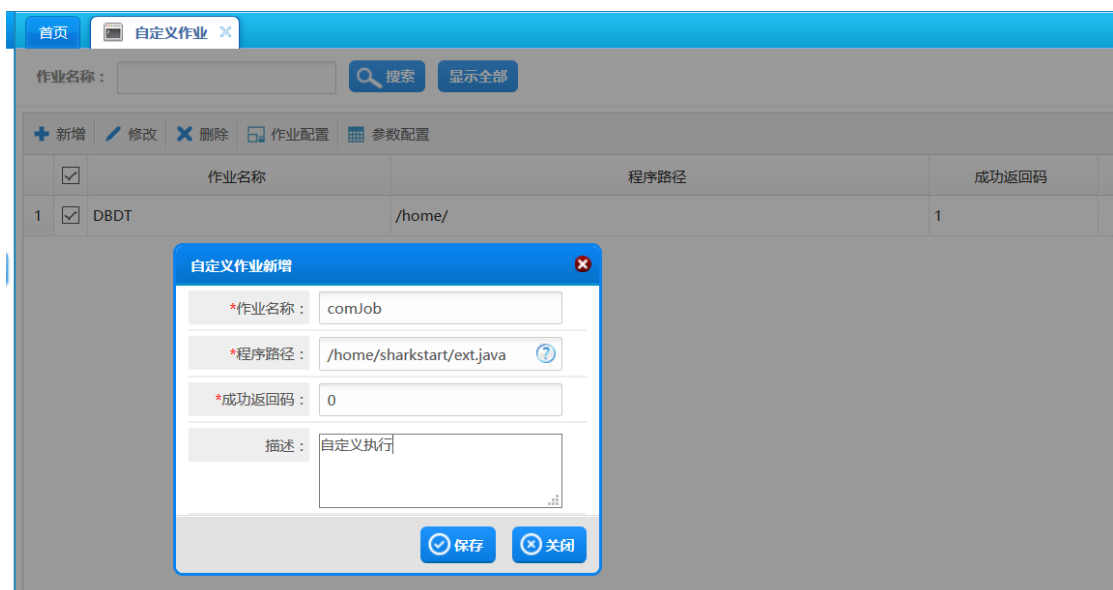 首页 自定义作业
作业名称： 搜索 显示全部
新增 修改 删除 作业配置 参数配置
作业名称 程序路径 成功返回码
1 DBDT /home/ 1
自定义作业新增
*作业名称： comJob
*程序路径： /home/sharkstart/ext.java
*成功返回码： 0
描述： 自定义执行
保存 关闭